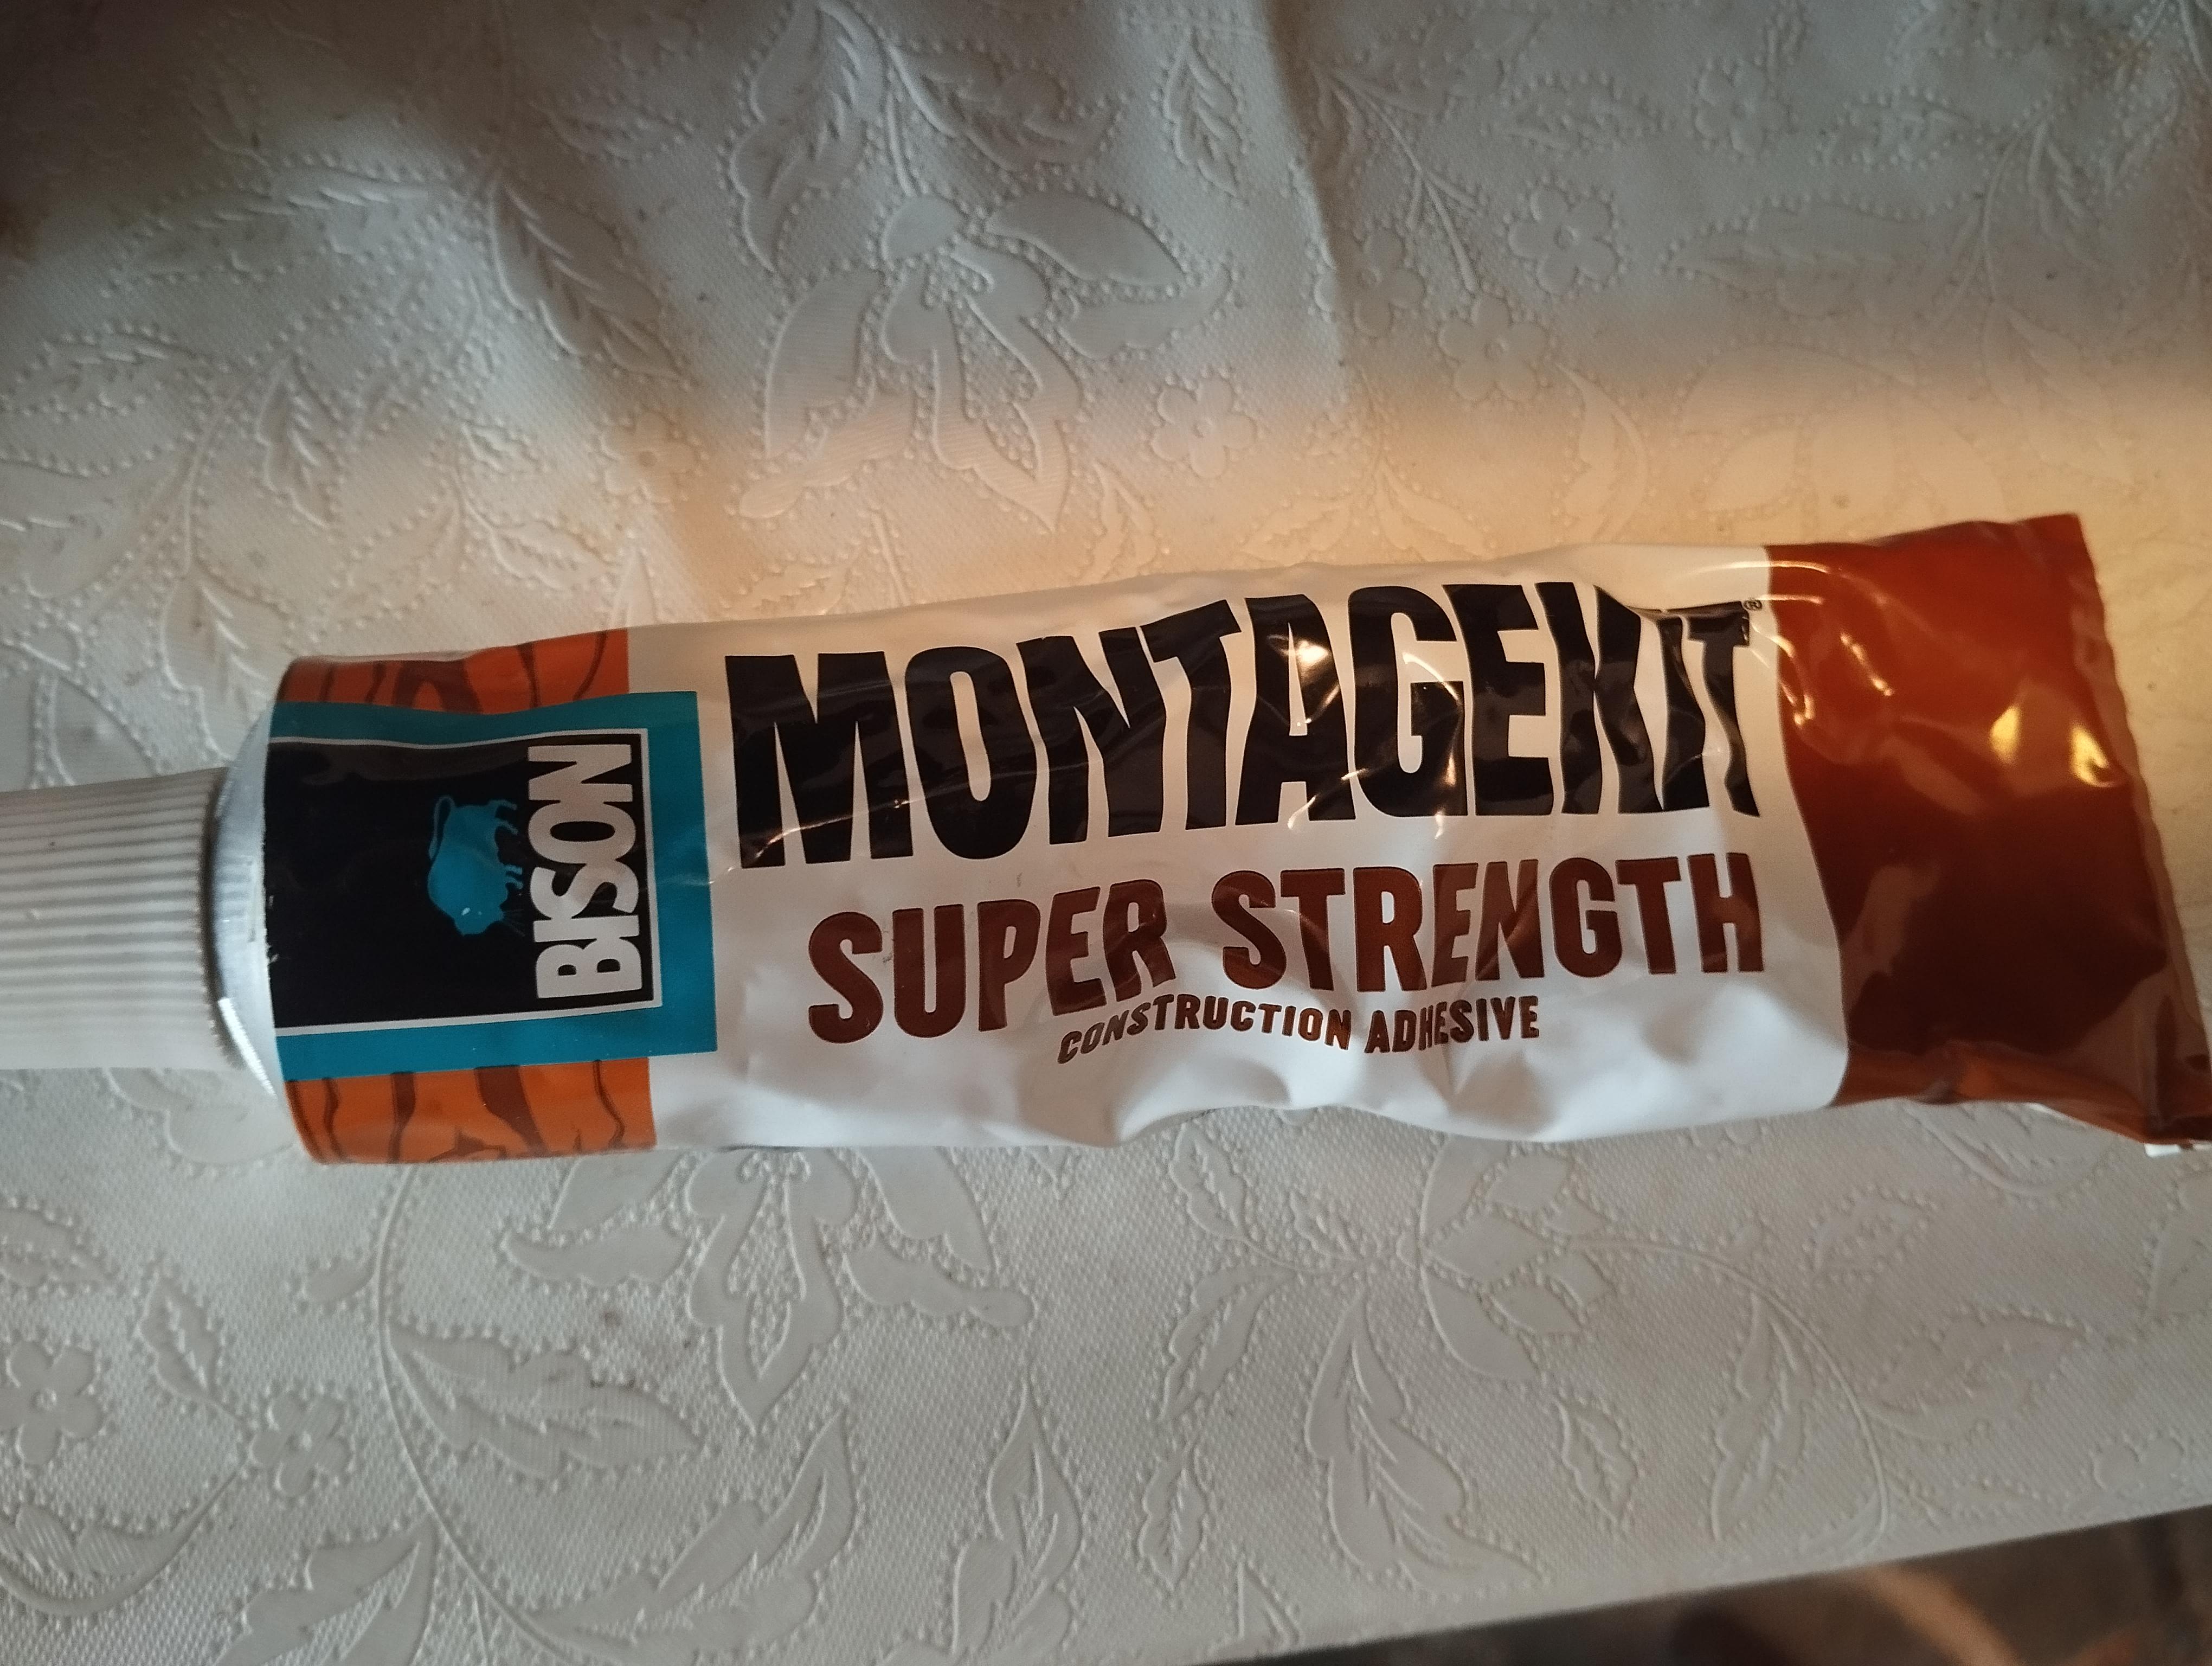 BISON
MONTAGEKIT®
SUPER STRENGTH
CONSTRUCTION ADHESIVE